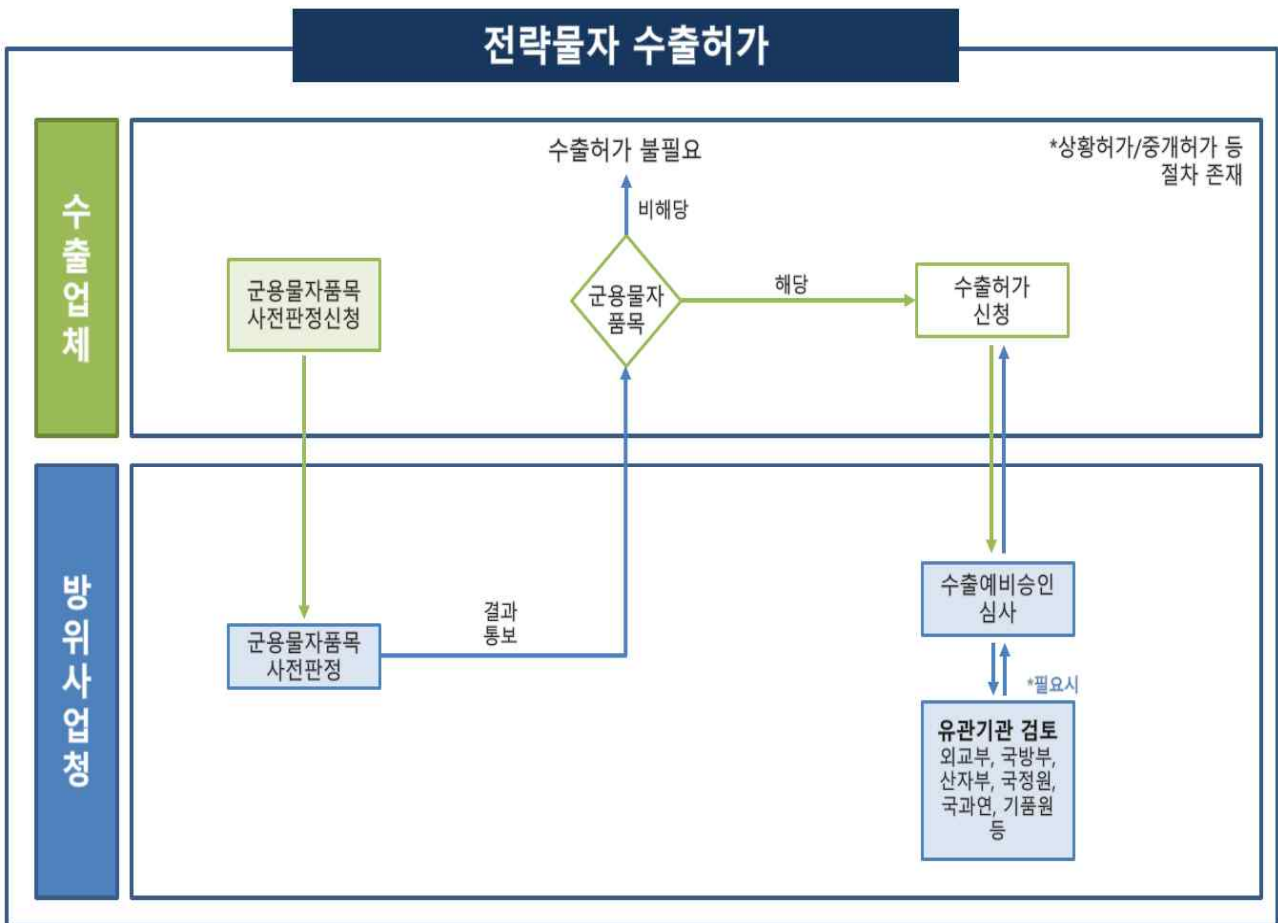 전략물자 수출허가
수출업체
수출허가 불필요
*상황허가/중개허가 등
절차 존재
비해당
군용물자품목
사전판정신청
군용물자
품목
해당
수출허가
신청
방위사업청
군용물자품목
사전판정
결과
통보
수출예비승인
심사
*필요시
유관기관 검토
외교부, 국방부,
산자부, 국정원,
국과연, 기품원
등